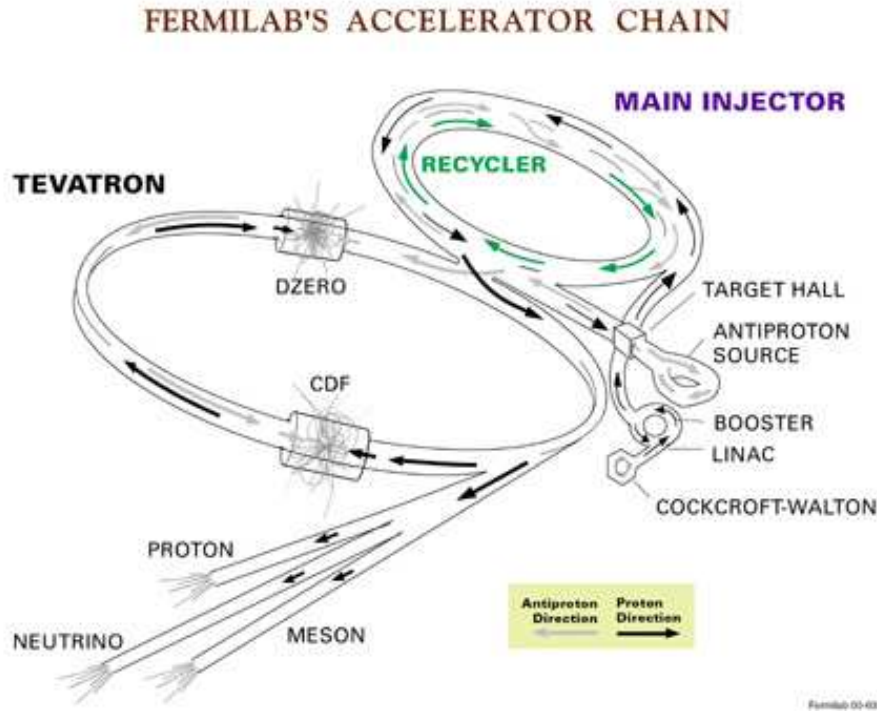 FERMILAB'S ACCELERATOR CHAIN
MAIN INJECTOR
RECYCLER
TEVATRON
DZERO
TARGET HALL
ANTIPROTON
SOURCE
CDF
BOOSTER
LINAC
COCKCROFT-WALTON
PROTON
NEUTRINO
MESON
Antiproton Proton
Direction Direction